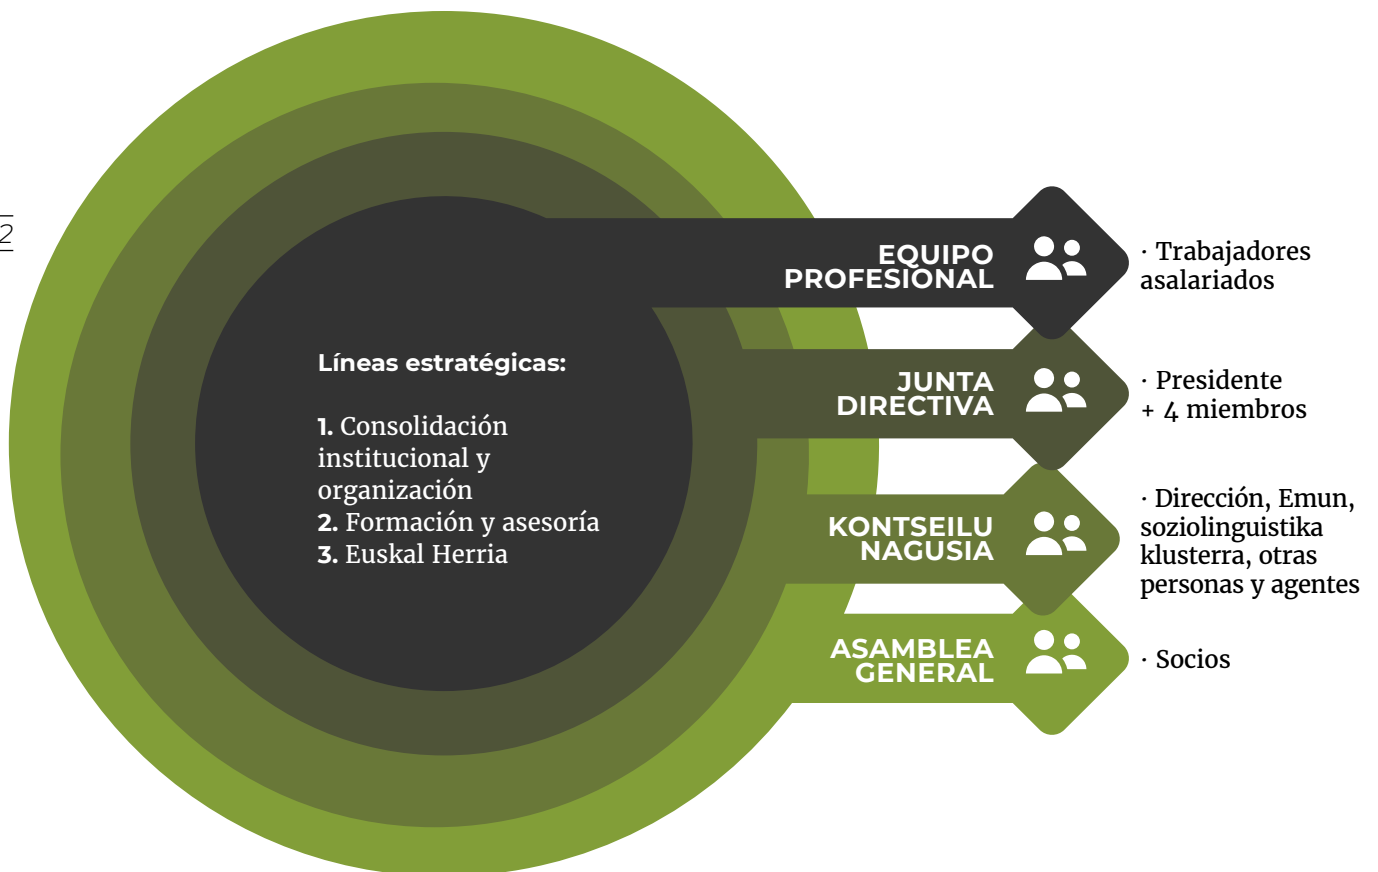 2
EQUIPO
PROFESIONAL
· Trabajadores
asalariados
Líneas estratégicas:
1. Consolidación
institucional y
organización
2. Formación y asesoría
3. Euskal Herria
JUNTA
DIRECTIVA
· Presidente
+ 4 miembros
KONTSEILU
NAGUSIA
· Dirección, Emun,
soziolinguistika
klusterra, otras
personas y agentes
ASAMBLEA
GENERAL
· Socios